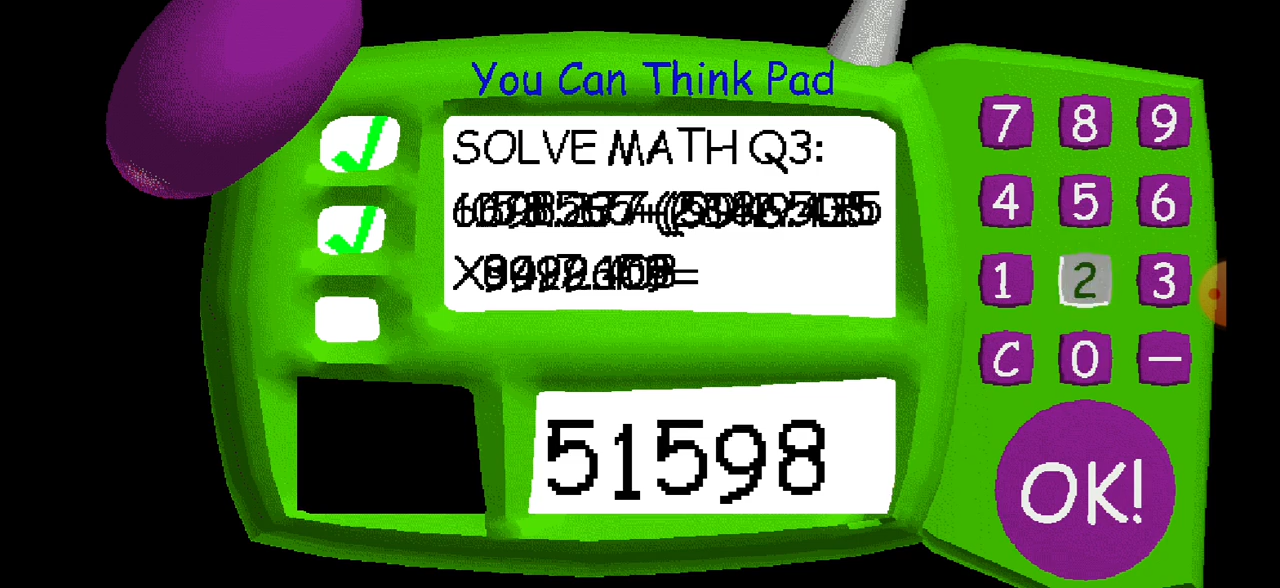 You Can Think Pad
SOLVE MATH Q3:
51598
7 8 9
4 5 6
1 2 3
C 0 —
OK!